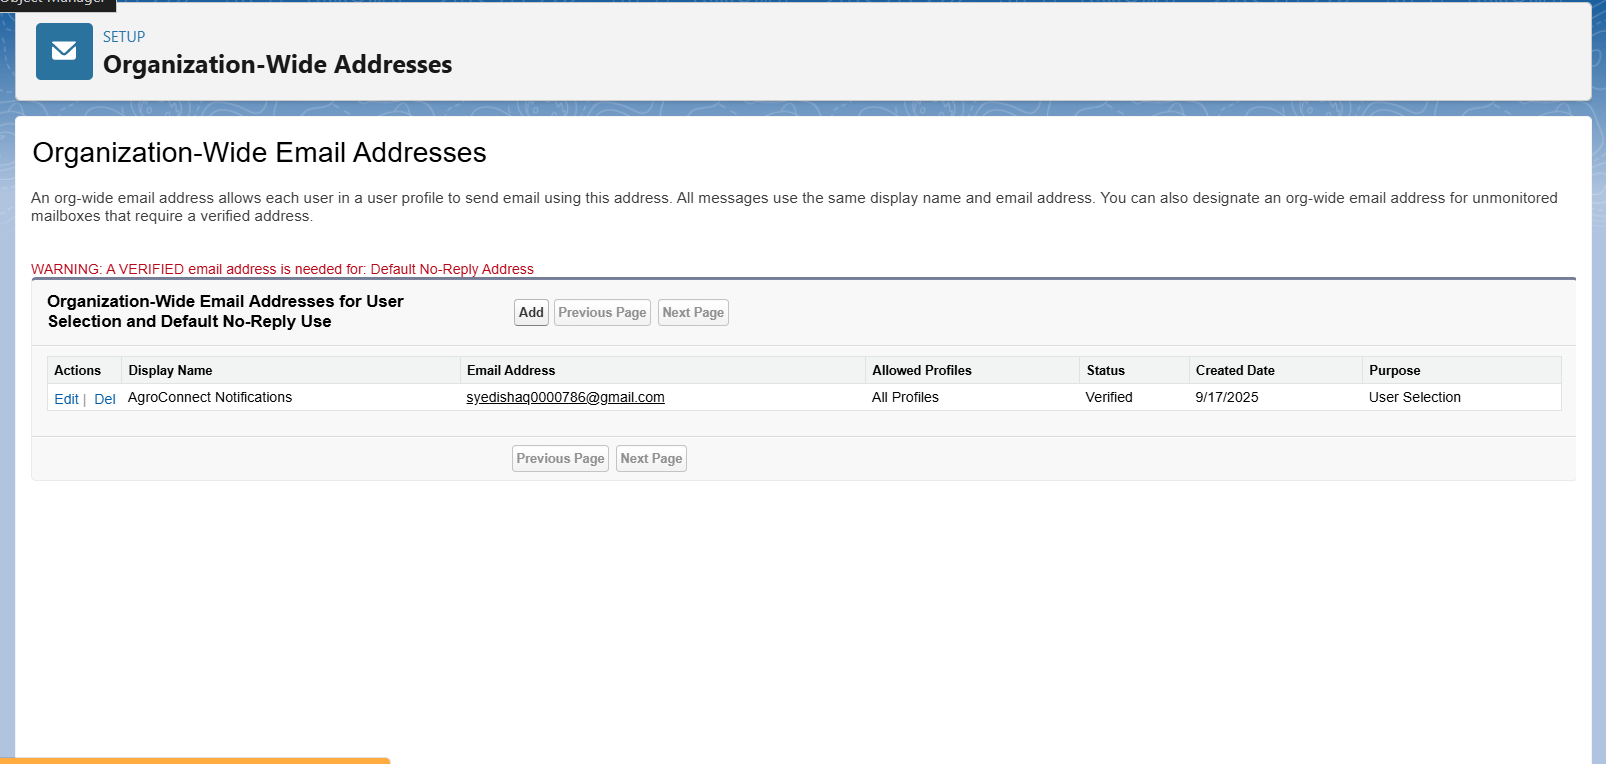 Object Manager
SETUP
Organization-Wide Addresses
Organization-Wide Email Addresses
An org-wide email address allows each user in a user profile to send email using this address. All messages use the same display name and email address. You can also designate an org-wide email address for unmonitored
mailboxes that require a verified address.
WARNING: A VERIFIED email address is needed for: Default No-Reply Address
Organization-Wide Email Addresses for User
Selection and Default No-Reply Use
Add Previous Page Next Page
Actions Display Name Email Address Allowed Profiles Status Created Date Purpose
Edit | Del AgroConnect Notifications syedishaq0000786@gmail.com All Profiles Verified 9/17/2025 User Selection
Previous Page Next Page